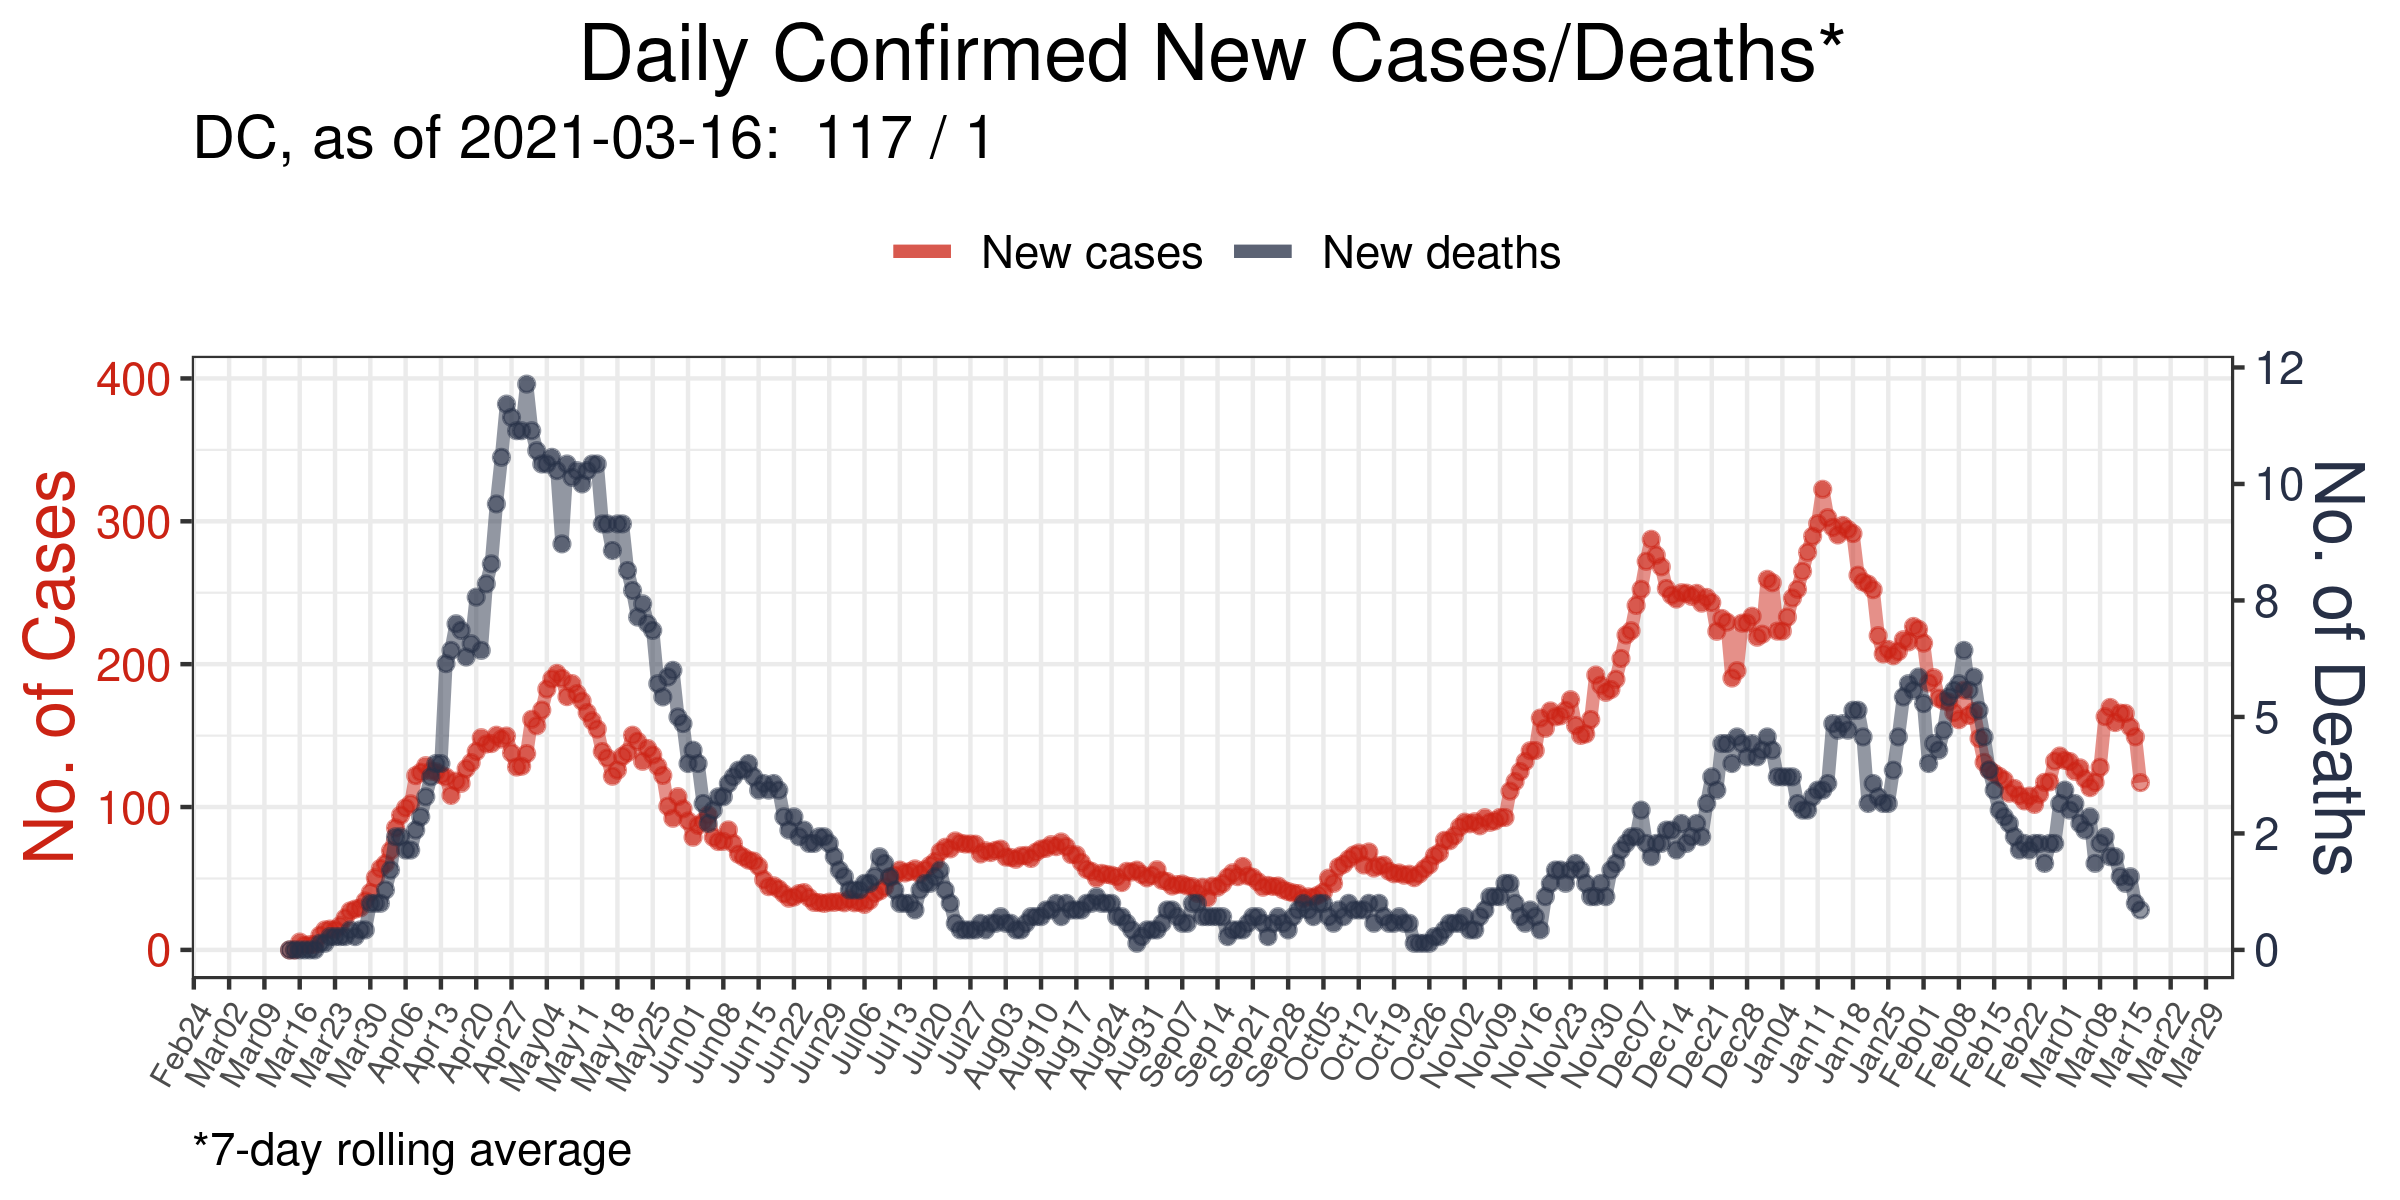 Daily Confirmed New Cases/Deaths*
DC, as of 2021-03-16:  117 / 1
New cases
New deaths
No. of Cases
400
300
200
100
0
12
10
8
5
2
0
No. of Deaths
Feb24
Mar02
Mar09
Mar16
Mar23
Mar30
Apr06
Apr13
Apr20
Apr27
May04
May11
May18
May25
Jun01
Jun08
Jun15
Jun22
Jun29
Jul06
Jul13
Jul20
Jul27
Aug03
Aug10
Aug17
Aug24
Aug31
Sep07
Sep14
Sep21
Sep28
Oct05
Oct12
Oct19
Oct26
Nov02
Nov09
Nov16
Nov23
Nov30
Dec07
Dec14
Dec21
Dec28
Jan04
Jan11
Jan18
Jan25
Feb01
Feb08
Feb15
Feb22
Mar01
Mar08
Mar15
Mar22
Mar29
*7-day rolling average